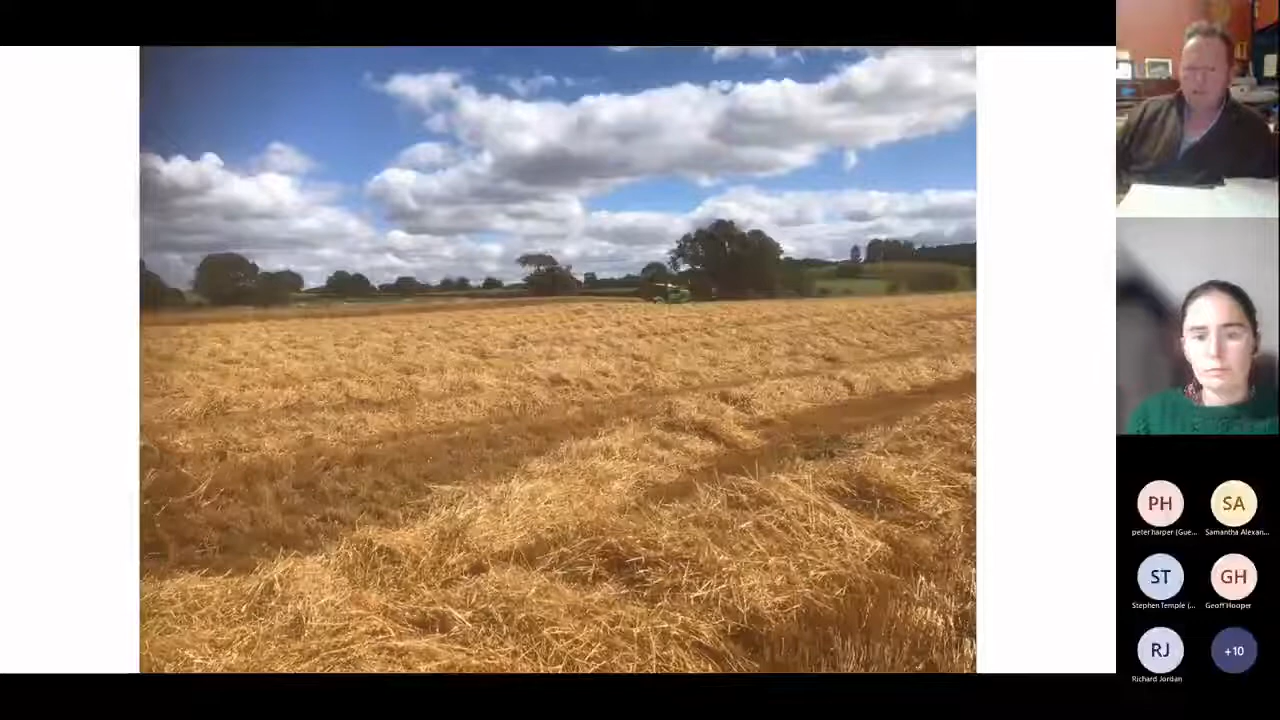 PH
SA
peter harper (Gue...
Samantha Alexan...
ST
GH
Stephen Temple (...
Geoff Hooper
RJ
+10
Richard Jordan